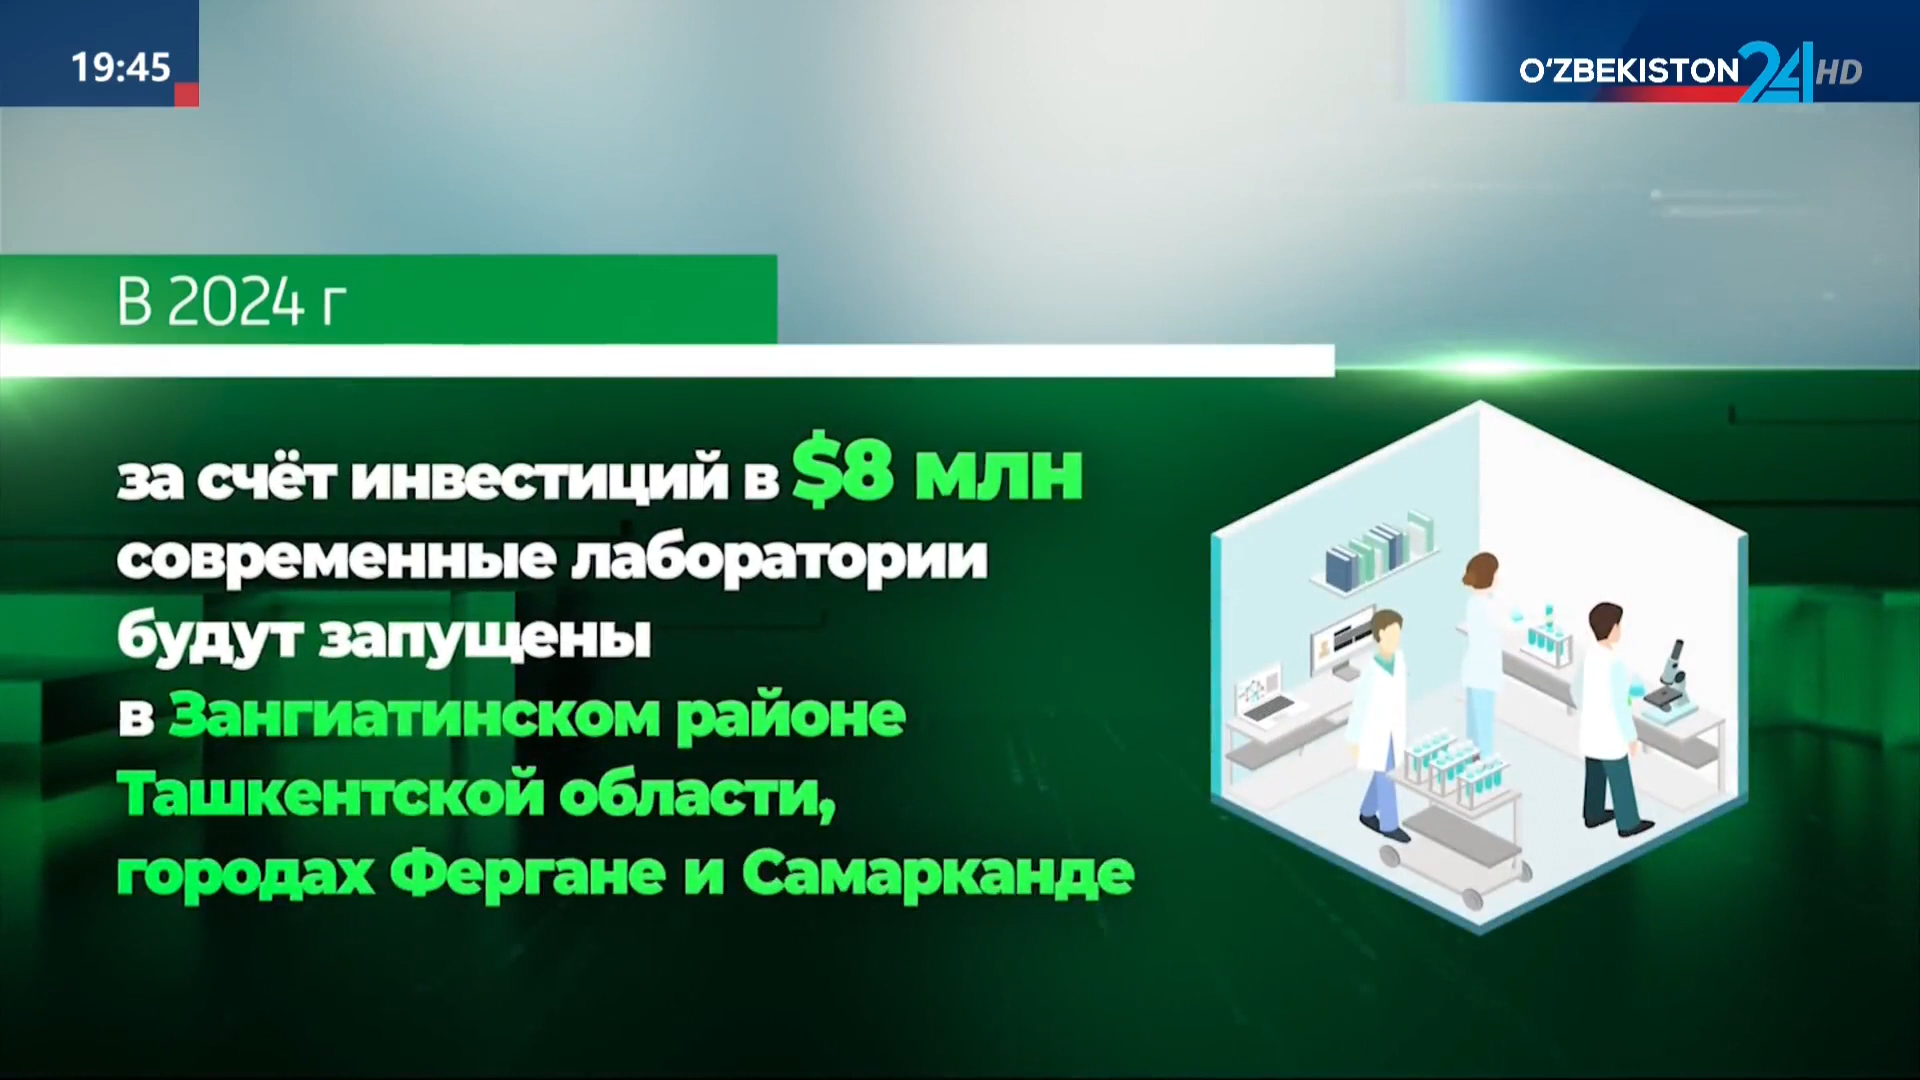 19:45
O‘ZBEKISTON 24 HD
В 2024 г
за счёт инвестиций в $8 млн
современные лаборатории
будут запущены
в Зангиатинском районе
Ташкентской области,
городах Фергане и Самарканде